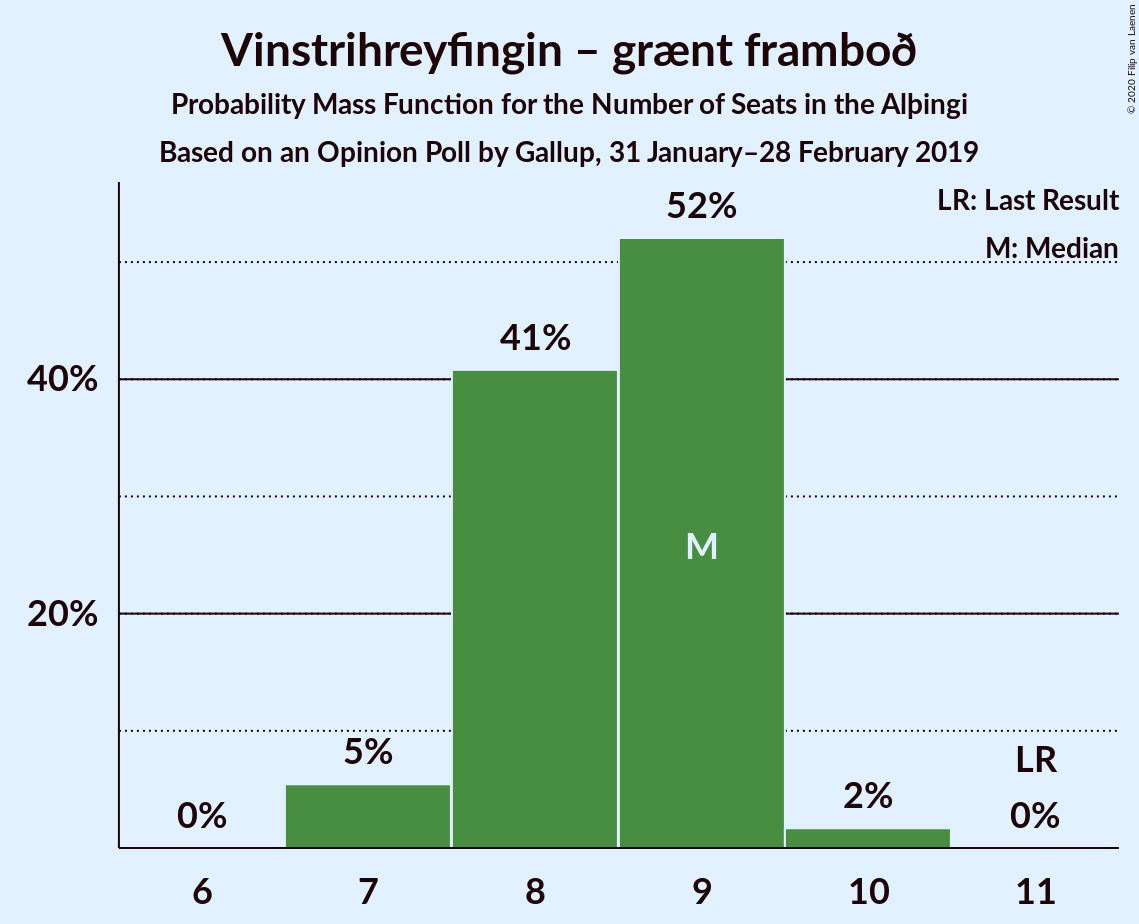 Vinstrihreyfingin – grænt framboð
Probability Mass Function for the Number of Seats in the Alþingi
Based on an Opinion Poll by Gallup, 31 January–28 February 2019
© 2020 Filip van Laenen
LR: Last Result
M: Median
52%
41%
40%
M
20%
5%
LR
2%
0%
0%
6 7 8 9 10 11